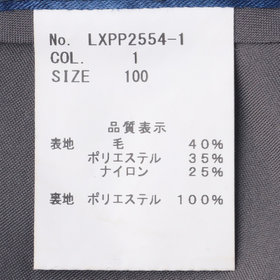 No. LXPP2554-1
COL. 1
SIZE 100
品質表示
表地 毛 40%
ポリエステル 35%
ナイロン 25%
裏地 ポリエステル 100%